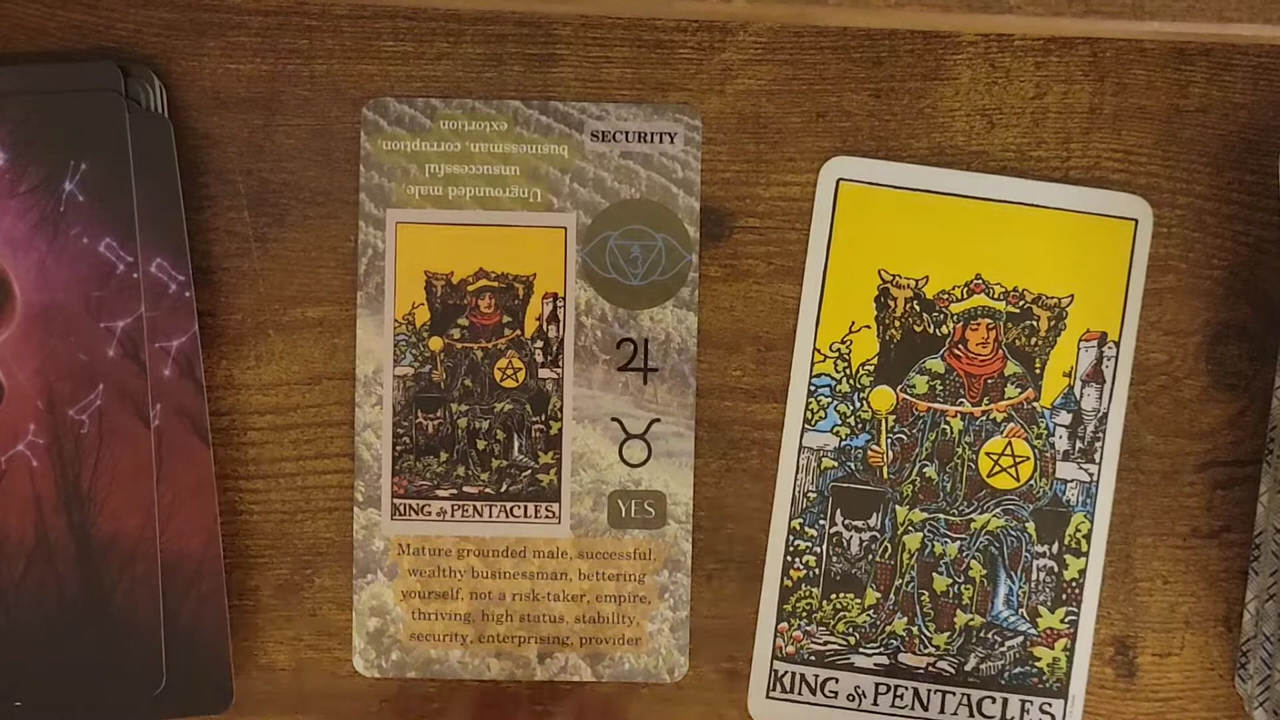 SECURITY
Ungrounded male,
unsuccessful
businessman, corruption,
extortion
KING of PENTACLES.
YES
Mature grounded male, successful,
wealthy businessman, bettering
yourself, not a risk-taker, empire,
thriving, high status, stability,
security, enterprising, provider
KING of PENTACLES